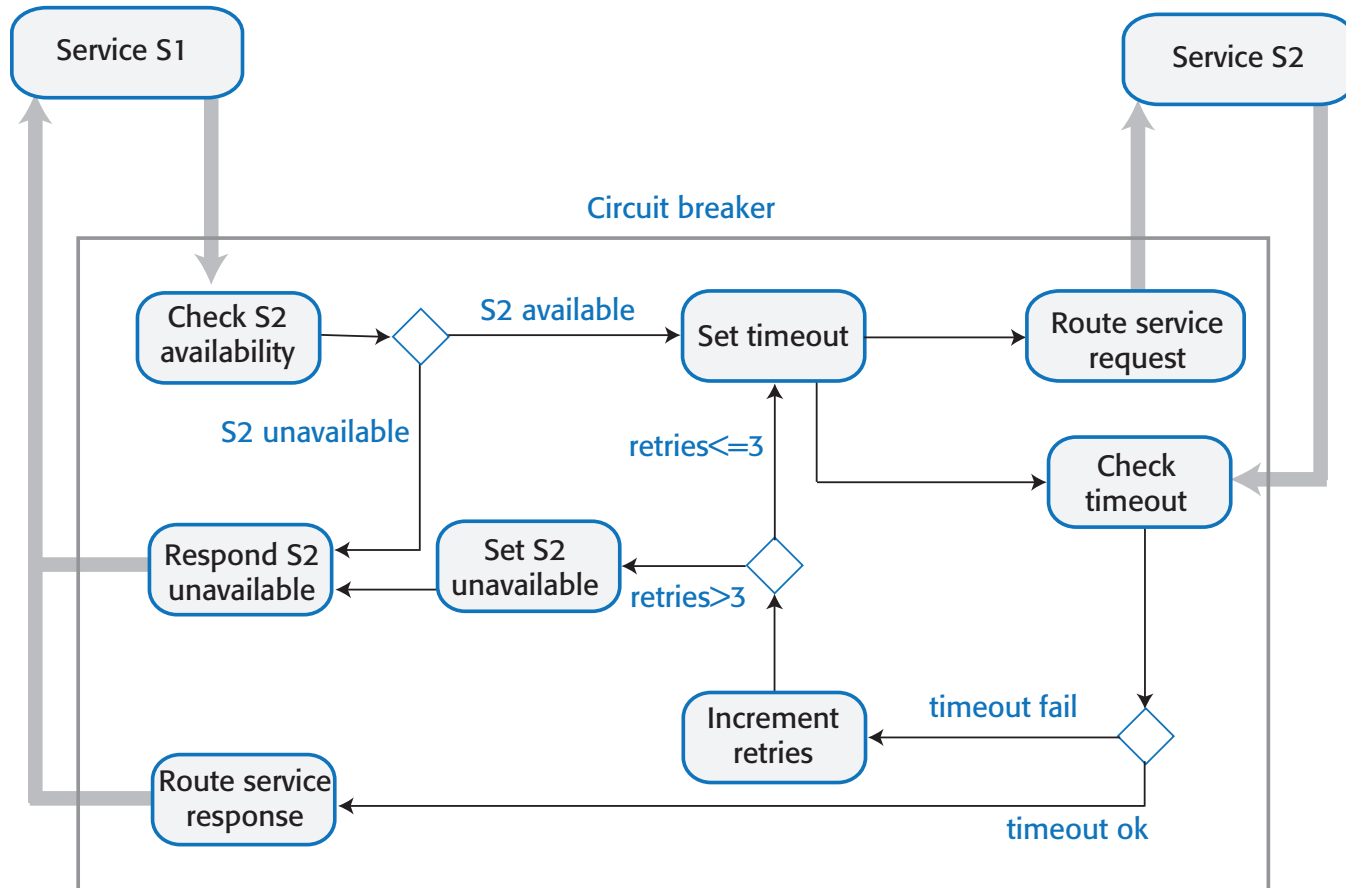 Service S1
Service S2
Circuit breaker
Check S2
availability
S2 available
Set timeout
Route service
request
S2 unavailable
retries<=3
Check
timeout
Respond S2
unavailable
Set S2
unavailable
retries>3
Increment
retries
timeout fail
Route service
response
timeout ok